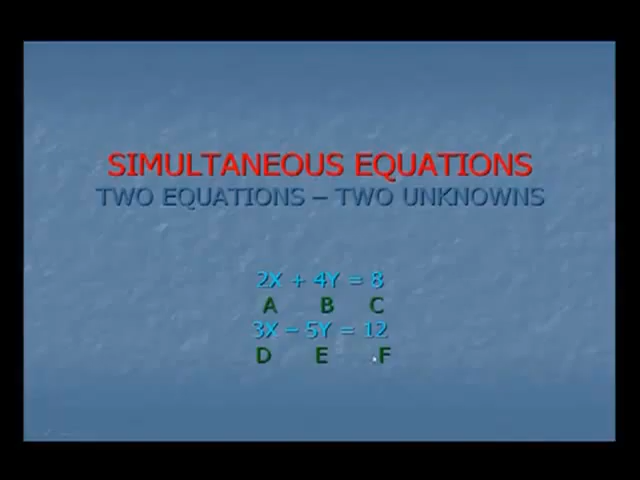 SIMULTANEOUS EQUATIONS
TWO EQUATIONS – TWO UNKNOWNS
2X + 4Y = 8
A B C
3X – 5Y = 12
D E F